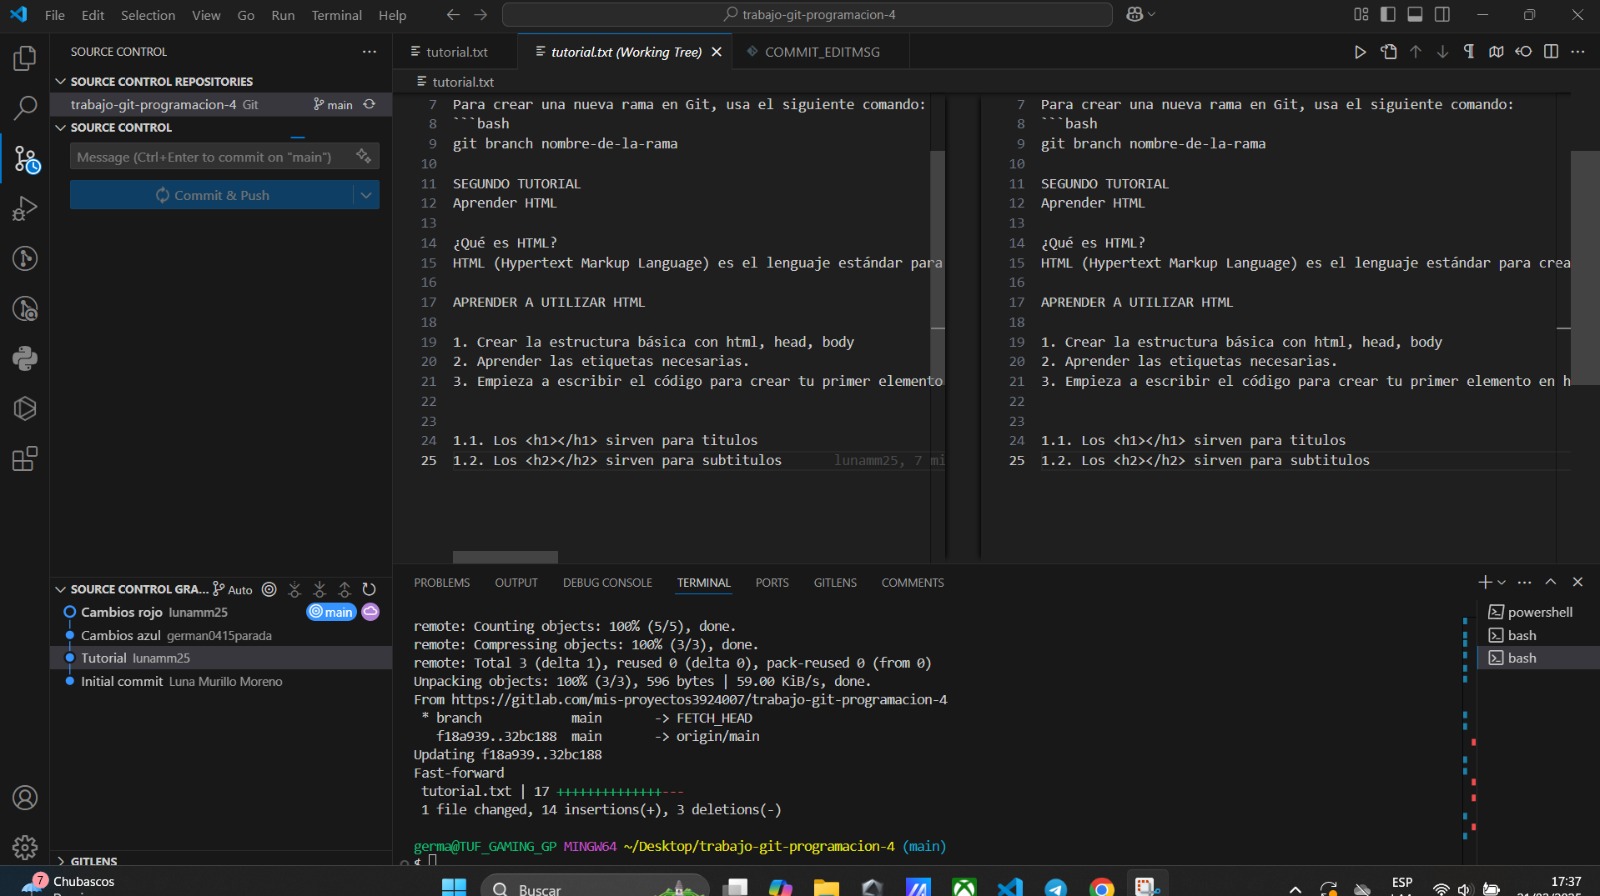 File Edit Selection View Go Run Terminal Help
trabajo-git-programacion-4
SOURCE CONTROL
SOURCE CONTROL REPOSITORIES
trabajo-git-programacion-4 Git main
SOURCE CONTROL
Message (Ctrl+Enter to commit on "main")
Commit & Push
SOURCE CONTROL GRA... Auto
Cambios rojo lunamm25 main
Cambios azul german0415parada
Tutorial lunamm25
Initial commit Luna Murillo Moreno
GITLENS
tutorial.txt tutorial.txt (Working Tree) COMMIT_EDITMSG
tutorial.txt
7 Para crear una nueva rama en Git, usa el siguiente comando:
8 ```bash
9 git branch nombre-de-la-rama
10
11 SEGUNDO TUTORIAL
12 Aprender HTML
13
14 ¿Qué es HTML?
15 HTML (Hypertext Markup Language) es el lenguaje estándar para
16
17 APRENDER A UTILIZAR HTML
18
19 1. Crear la estructura básica con html, head, body
20 2. Aprender las etiquetas necesarias.
21 3. Empieza a escribir el código para crear tu primer elemento
22
23
24 1.1. Los <h1></h1> sirven para titulos
25 1.2. Los <h2></h2> sirven para subtitulos lunamm25, 7 mi
7 Para crear una nueva rama en Git, usa el siguiente comando:
8 ```bash
9 git branch nombre-de-la-rama
10
11 SEGUNDO TUTORIAL
12 Aprender HTML
13
14 ¿Qué es HTML?
15 HTML (Hypertext Markup Language) es el lenguaje estándar para crea
16
17 APRENDER A UTILIZAR HTML
18
19 1. Crear la estructura básica con html, head, body
20 2. Aprender las etiquetas necesarias.
21 3. Empieza a escribir el código para crear tu primer elemento en h
22
23
24 1.1. Los <h1></h1> sirven para titulos
25 1.2. Los <h2></h2> sirven para subtitulos
PROBLEMS OUTPUT DEBUG CONSOLE TERMINAL PORTS GITLENS COMMENTS
remote: Counting objects: 100% (5/5), done.
remote: Compressing objects: 100% (3/3), done.
remote: Total 3 (delta 1), reused 0 (delta 0), pack-reused 0 (from 0)
Unpacking objects: 100% (3/3), 596 bytes | 59.00 KiB/s, done.
From https://gitlab.com/mis-proyectos3924007/trabajo-git-programacion-4
* branch main -> FETCH_HEAD
f18a939..32bc188 main -> origin/main
Updating f18a939..32bc188
Fast-forward
tutorial.txt | 17 ++++++++++++++---
1 file changed, 14 insertions(+), 3 deletions(-)
germa@TUF_GAMING_GP MINGW64 ~/Desktop/trabajo-git-programacion-4 (main)
$
powershell
bash
bash
7 Chubascos
Buscar
ESP
17:37